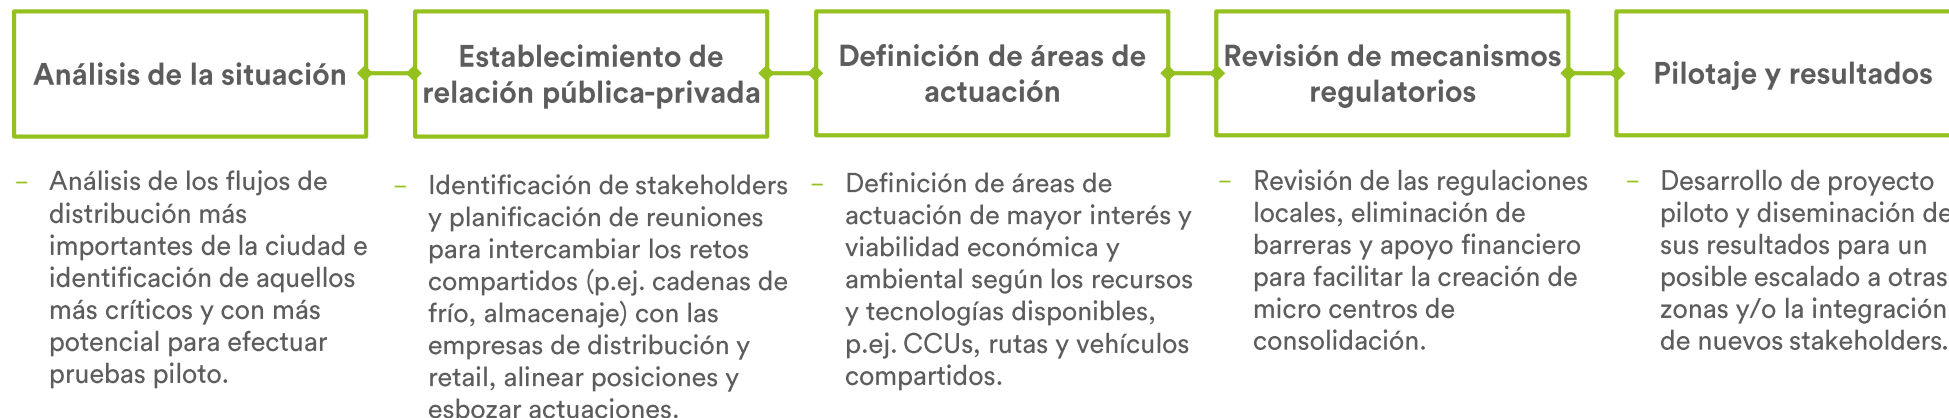 Análisis de la situación
Establecimiento de
relación pública-privada
Definición de áreas de
actuación
Revisión de mecanismos
regulatorios
Pilotaje y resultados
– Análisis de los flujos de
distribución más
importantes de la ciudad e
identificación de aquellos
más críticos y con más
potencial para efectuar
pruebas piloto.
– Identificación de stakeholders
y planificación de reuniones
para intercambiar los retos
compartidos (p.ej. cadenas de
frío, almacenaje) con las
empresas de distribución y
retail, alinear posiciones y
esbozar actuaciones.
– Definición de áreas de
actuación de mayor interés y
viabilidad económica y
ambiental según los recursos
y tecnologías disponibles,
p.ej. CCUs, rutas y vehículos
compartidos.
– Revisión de las regulaciones
locales, eliminación de
barreras y apoyo financiero
para facilitar la creación de
micro centros de
consolidación.
– Desarrollo de proyecto
piloto y diseminación de
sus resultados para un
posible escalado a otras
zonas y/o la integración
de nuevos stakeholders.